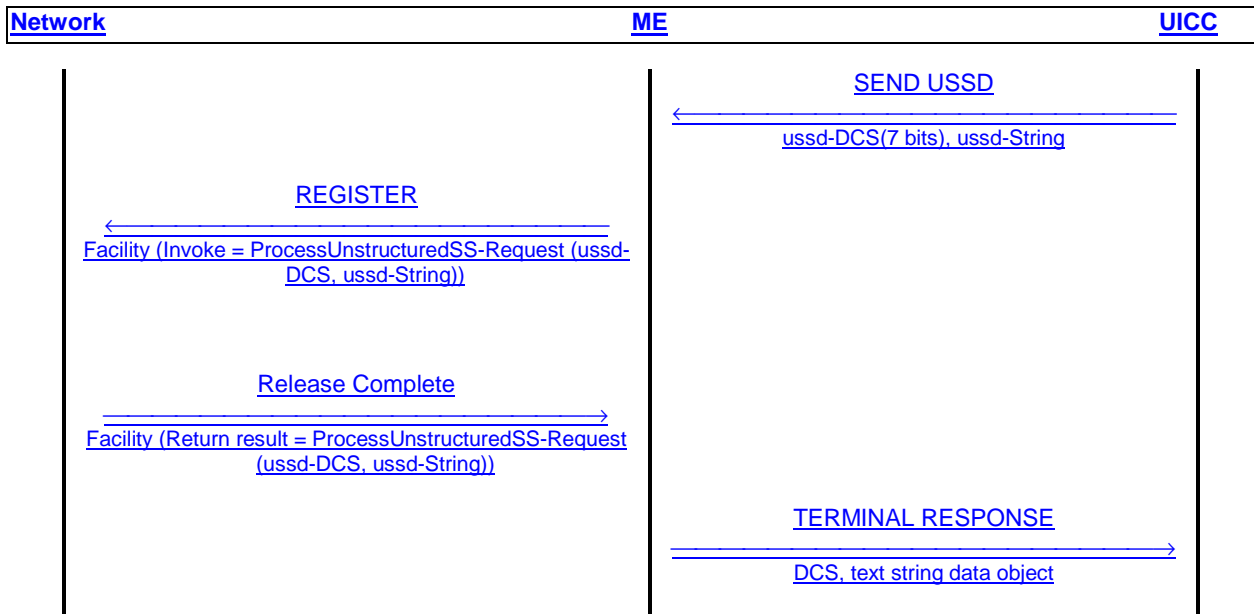 Network ME UICC
SEND USSD
ussd-DCS(7 bits), ussd-String
REGISTER
Facility (Invoke = ProcessUnstructuredSS-Request (ussd-
DCS, ussd-String))
Release Complete
Facility (Return result = ProcessUnstructuredSS-Request
(ussd-DCS, ussd-String))
TERMINAL RESPONSE
DCS, text string data object